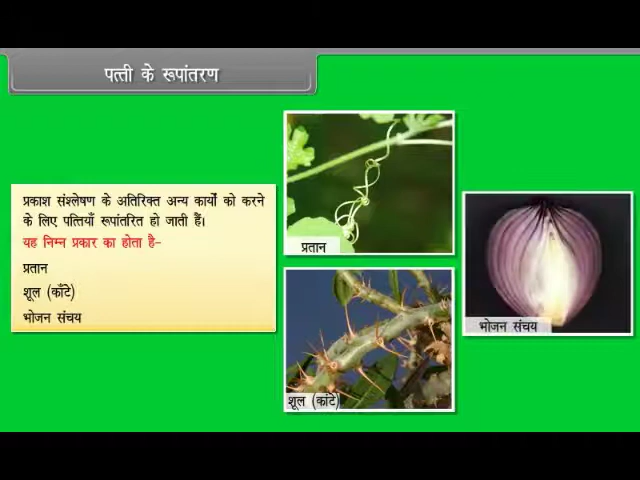 पत्ती के रूपांतरण
प्रकाश संश्लेषण के अतिरिक्त अन्य कार्यों को करने
के लिए पत्तियाँ रूपांतरित हो जाती हैं।
यह निम्न प्रकार का होता है-
प्रतान
शूल (काँटे)
भोजन संचय
प्रतान
शूल (कांटे)
भोजन संचय